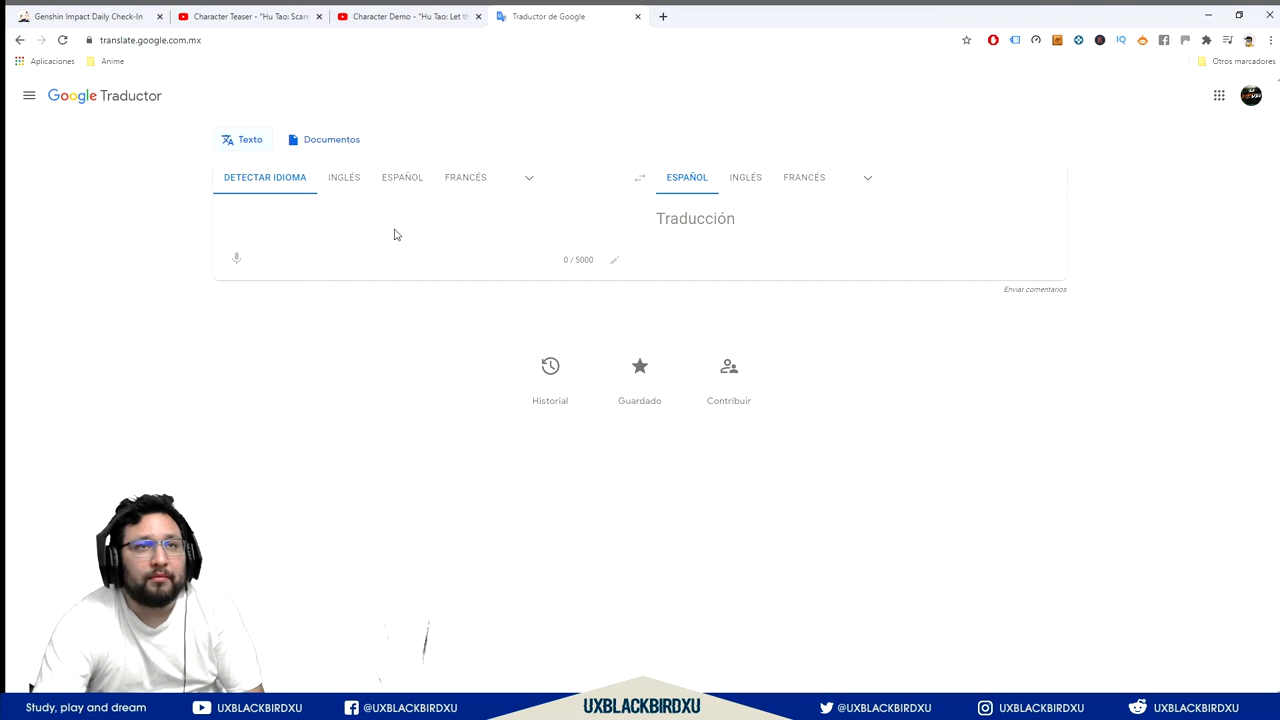 Genshin Impact Daily Check-In
Character Teaser - "Hu Tao: Scare
Character Demo - "Hu Tao: Let th
Traductor de Google
translate.google.com.mx
IQ
Aplicaciones
Anime
Otros marcadores
Google Traductor
Texto
Documentos
DETECTAR IDIOMA
INGLÉS
ESPAÑOL
FRANCÉS
ESPAÑOL
INGLÉS
FRANCÉS
Traducción
0 / 5000
Enviar comentarios
Historial
Guardado
Contribuir
Study, play and dream
UXBLACKBIRDXU
@UXBLACKBIRDXU
UXBLACKBIRDXU
@UXBLACKBIRDXU
UXBLACKBIRDXU
UXBLACKBIRDXU